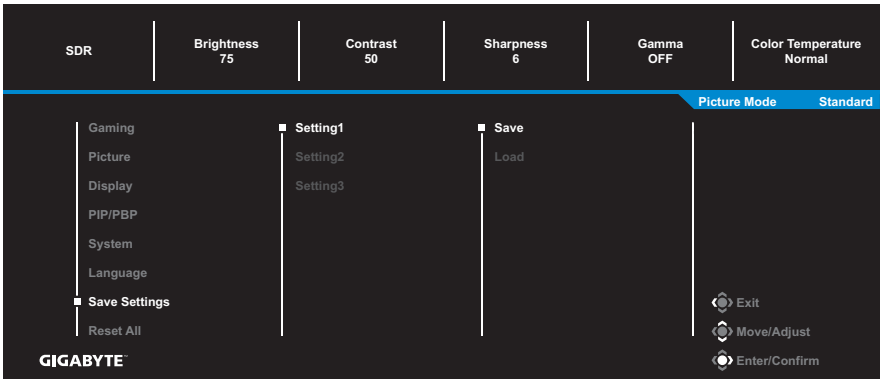 SDR
Brightness
75
Contrast
50
Sharpness
6
Gamma
OFF
Color Temperature
Normal
Picture Mode Standard
Gaming Setting1 Save
Picture Setting2 Load
Display Setting3
PIP/PBP
System
Language
Save Settings Exit
Reset All Move/Adjust
GIGABYTE™ Enter/Confirm